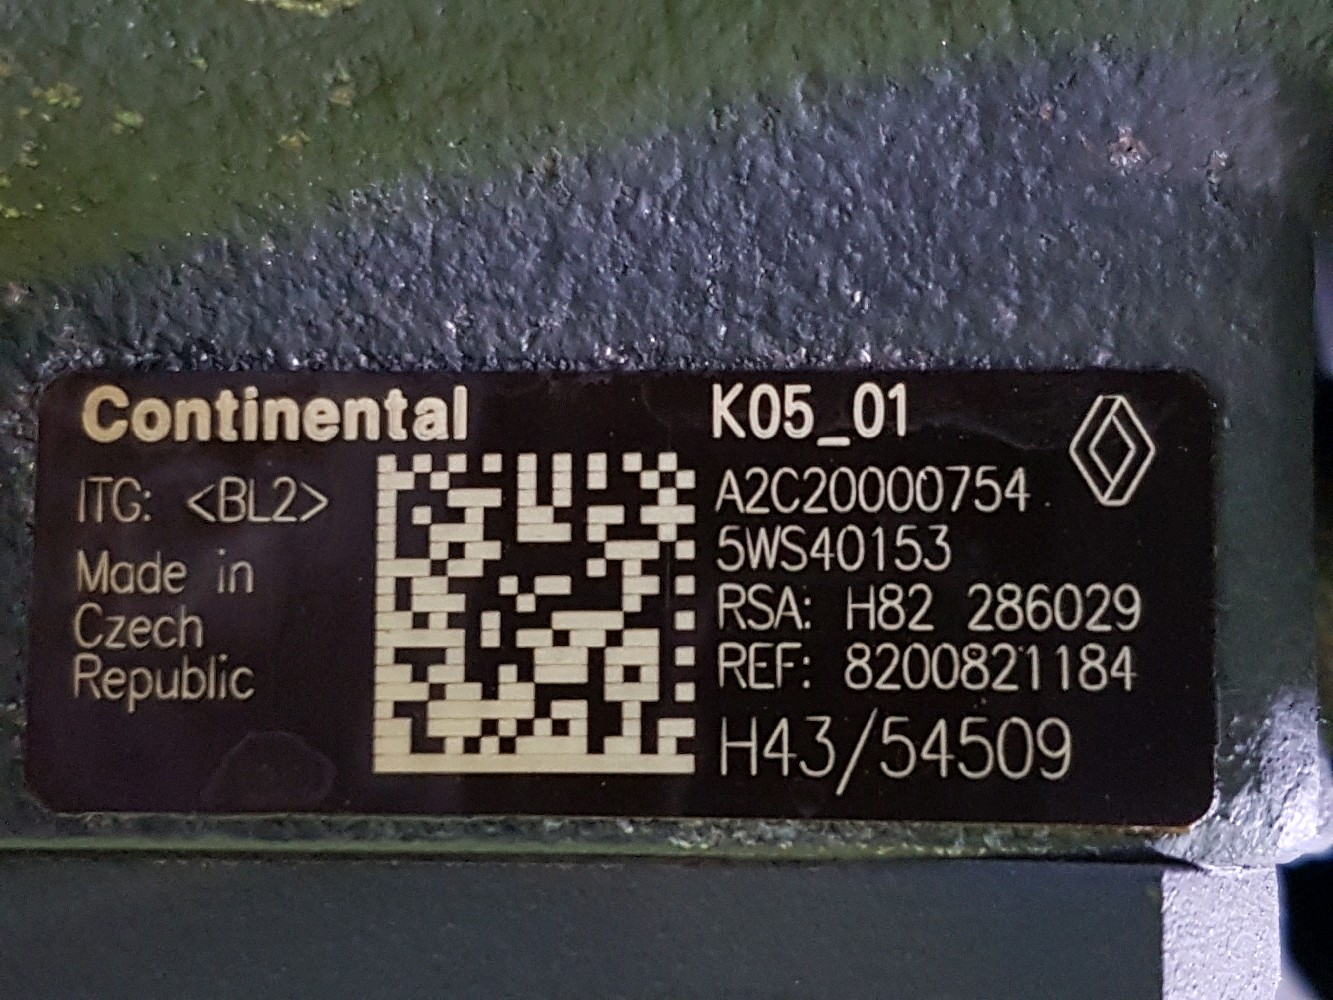 Continental
ITG: <BL2>
Made in
Czech
Republic
K05_01
A2C20000754
5WS40153
RSA: H82 286029
REF: 8200821184
H43/54509